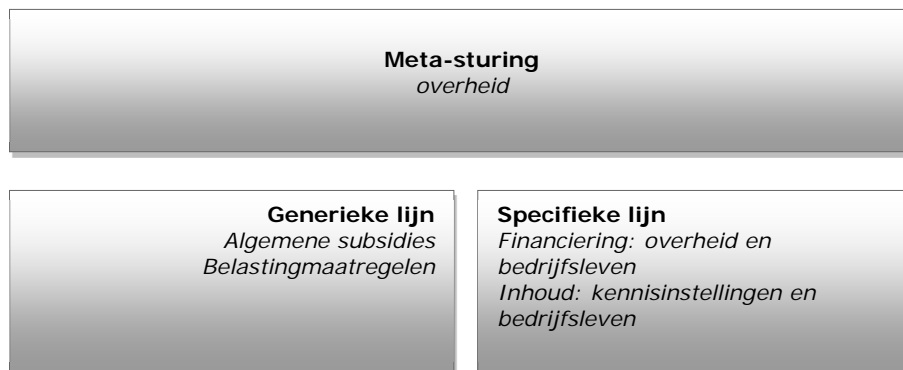 Meta-sturing
overheid
Generieke lijn
Algemene subsidies
Belastingmaatregelen
Specifieke lijn
Financiering: overheid en
bedrijfsleven
Inhoud: kennisinstellingen en
bedrijfsleven